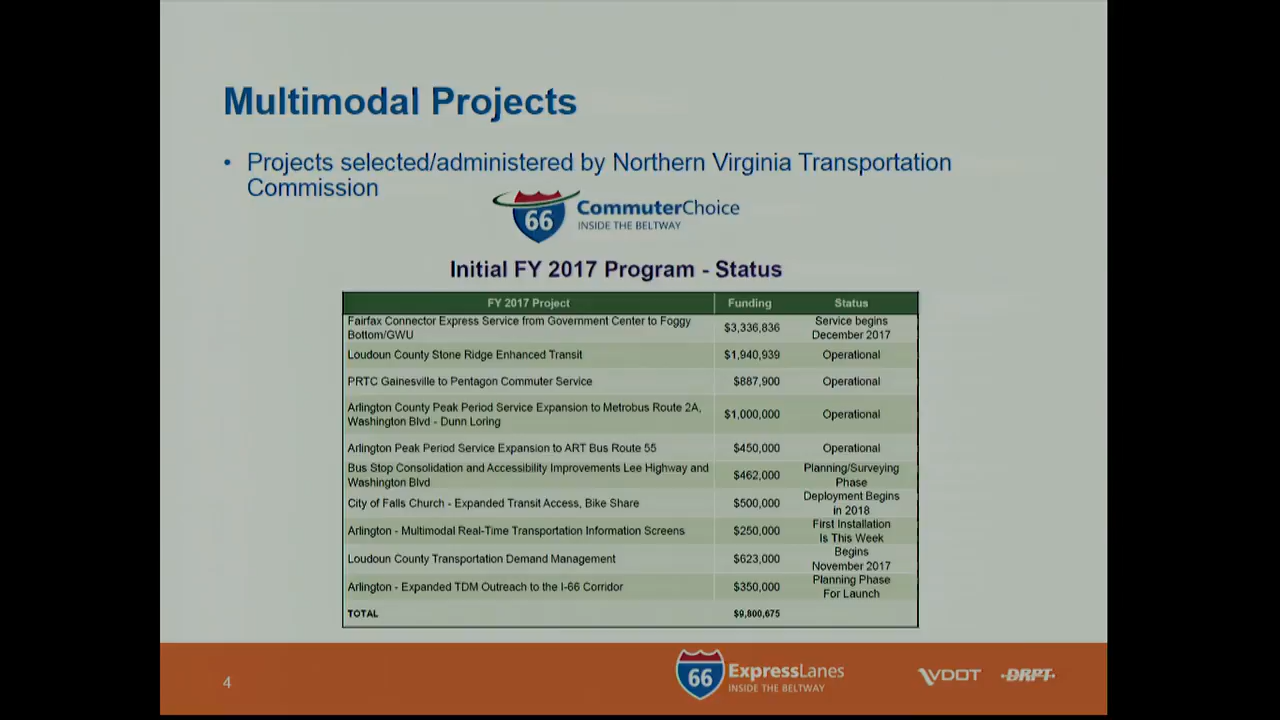 Multimodal Projects
• Projects selected/administered by Northern Virginia Transportation
Commission
66 CommuterChoice
INSIDE THE BELTWAY
Initial FY 2017 Program - Status
FY 2017 Project Funding Status
Fairfax Connector Express Service from Government Center to Foggy
Bottom/GWU $3,336,836 Service begins
December 2017
Loudoun County Stone Ridge Enhanced Transit $1,940,939 Operational
PRTC Gainesville to Pentagon Commuter Service $887,900 Operational
Arlington County Peak Period Service Expansion to Metrobus Route 2A,
Washington Blvd - Dunn Loring $1,000,000 Operational
Arlington Peak Period Service Expansion to ART Bus Route 55 $450,000 Operational
Bus Stop Consolidation and Accessibility Improvements Lee Highway and
Washington Blvd $462,000 Planning/Surveying
Phase
City of Falls Church - Expanded Transit Access, Bike Share $500,000 Deployment Begins
in 2018
Arlington - Multimodal Real-Time Transportation Information Screens $250,000 First Installation
Is This Week
Loudoun County Transportation Demand Management $623,000 Begins
November 2017
Arlington - Expanded TDM Outreach to the I-66 Corridor $350,000 Planning Phase
For Launch
TOTAL $9,800,675
4
66 ExpressLanes
INSIDE THE BELTWAY
VDOT DRPT